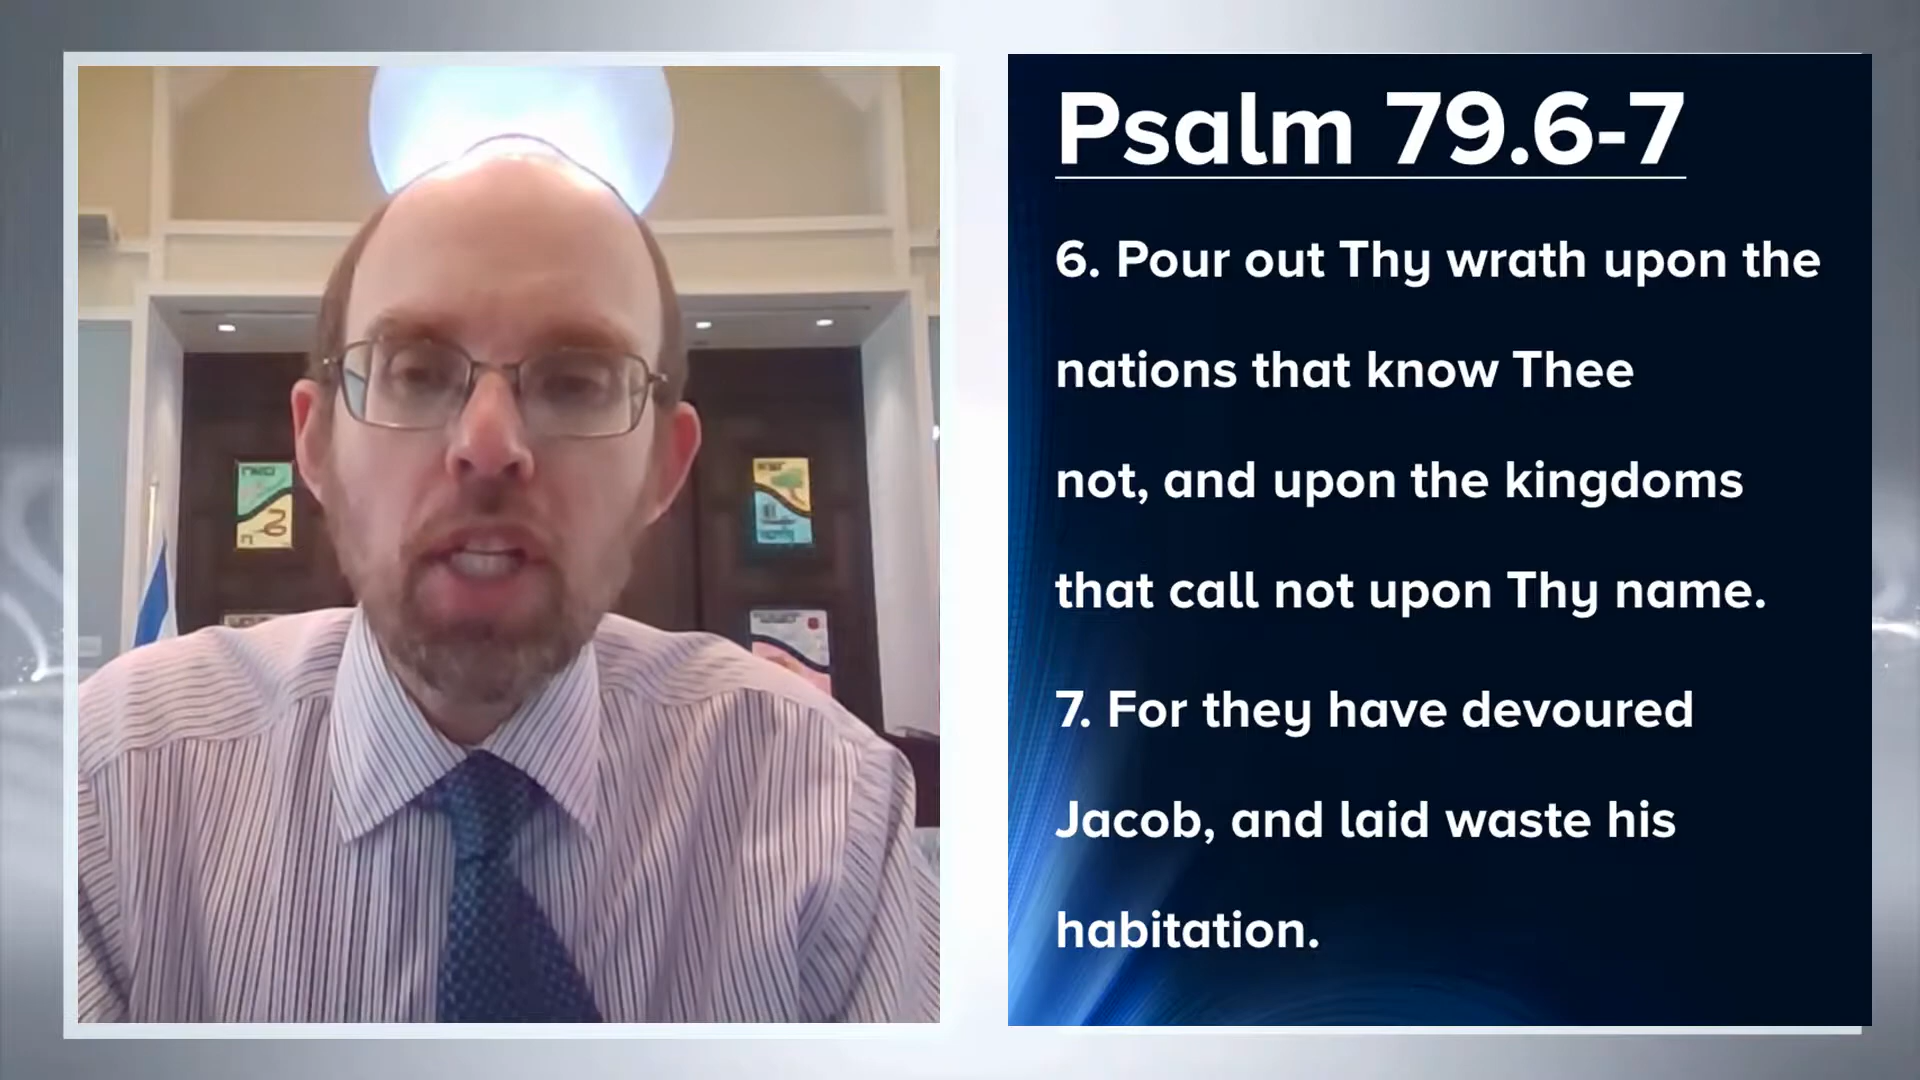 Psalm 79.6-7
6. Pour out Thy wrath upon the
nations that know Thee
not, and upon the kingdoms
that call not upon Thy name.
7. For they have devoured
Jacob, and laid waste his
habitation.